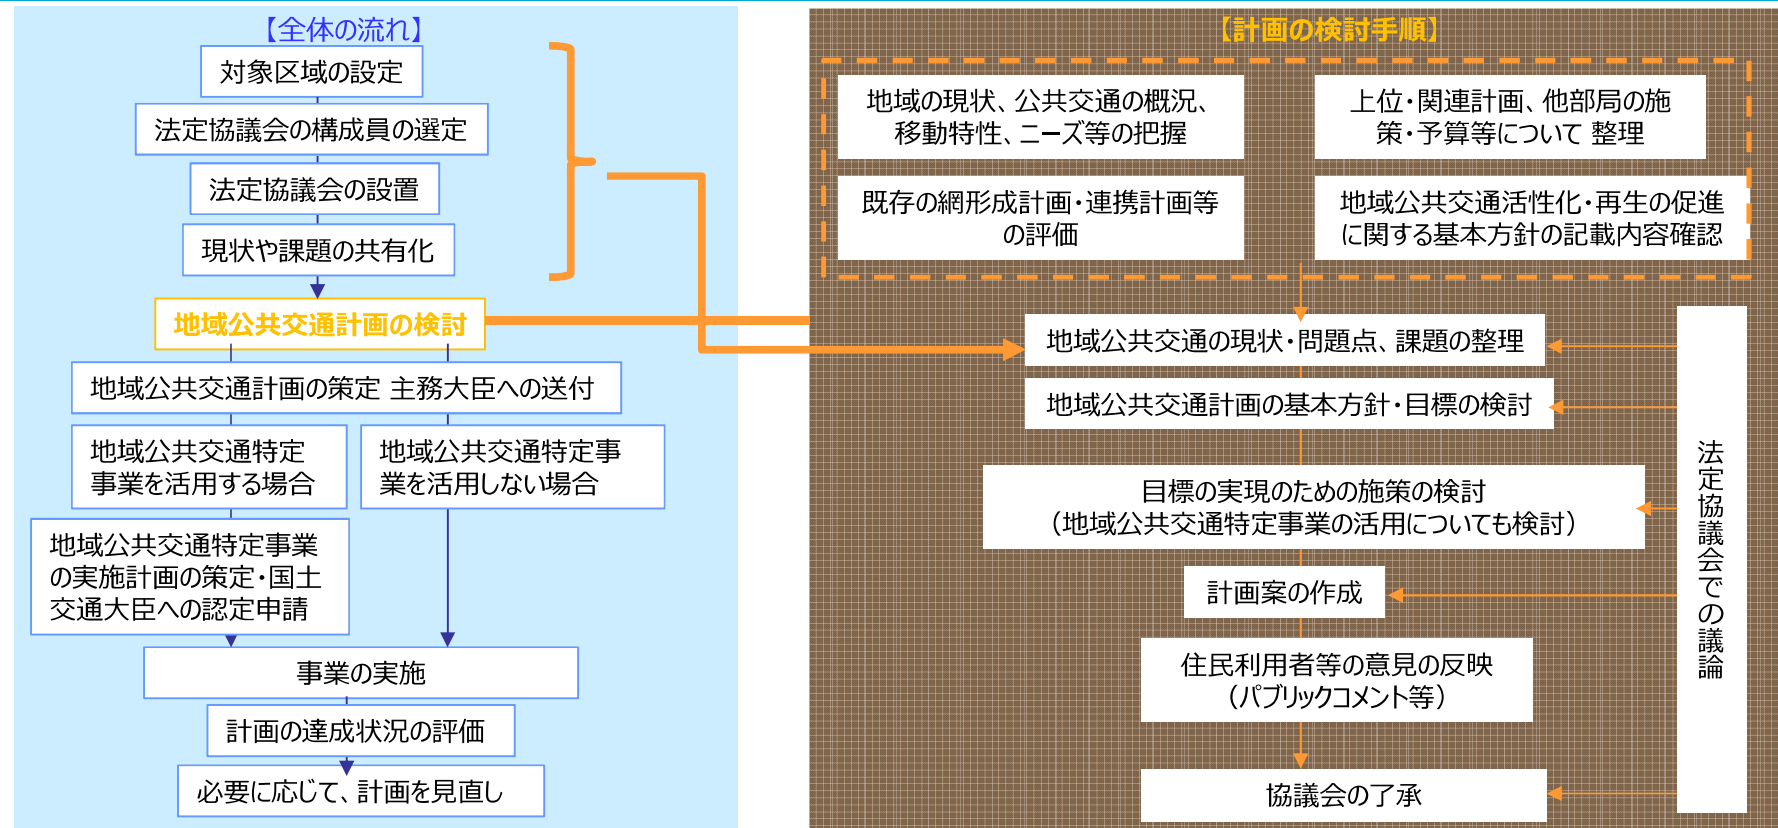 【全体の流れ】
対象区域の設定
法定協議会の構成員の選定
法定協議会の設置
現状や課題の共有化
地域公共交通計画の検討
地域公共交通計画の策定 主務大臣への送付
地域公共交通特定
事業を活用する場合
地域公共交通特定事
業を活用しない場合
地域公共交通特定事業
の実施計画の策定・国土
交通大臣への認定申請
事業の実施
計画の達成状況の評価
必要に応じて、計画を見直し
【計画の検討手順】
地域の現状、公共交通の概況、
移動特性、ニーズ等の把握
上位・関連計画、他部局の施
策・予算等について 整理
既存の網形成計画・連携計画等
の評価
地域公共交通活性化・再生の促進
に関する基本方針の記載内容確認
地域公共交通の現状・問題点、課題の整理
地域公共交通計画の基本方針・目標の検討
目標の実現のための施策の検討
（地域公共交通特定事業の活用についても検討）
計画案の作成
住民利用者等の意見の反映
（パブリックコメント等）
協議会の了承
法定協議会での議論